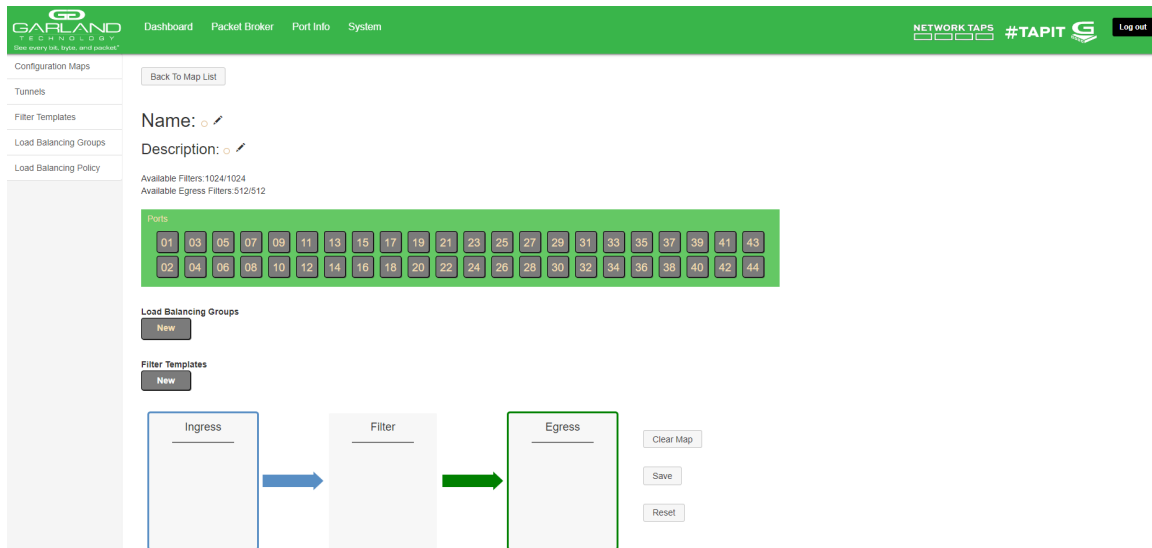 GARLAND
TECHNOLOGY
See every bit, byte, and packet®
Dashboard Packet Broker Port Info System
NETWORK TAPS
#TAPIT
Log out
Configuration Maps
Tunnels
Filter Templates
Load Balancing Groups
Load Balancing Policy
Back To Map List
Name:
Description:
Available Filters:1024/1024
Available Egress Filters:512/512
Ports
01 03 05 07 09 11 13 15 17 19 21 23 25 27 29 31 33 35 37 39 41 43
02 04 06 08 10 12 14 16 18 20 22 24 26 28 30 32 34 36 38 40 42 44
Load Balancing Groups
New
Filter Templates
New
Ingress Filter Egress
Clear Map
Save
Reset